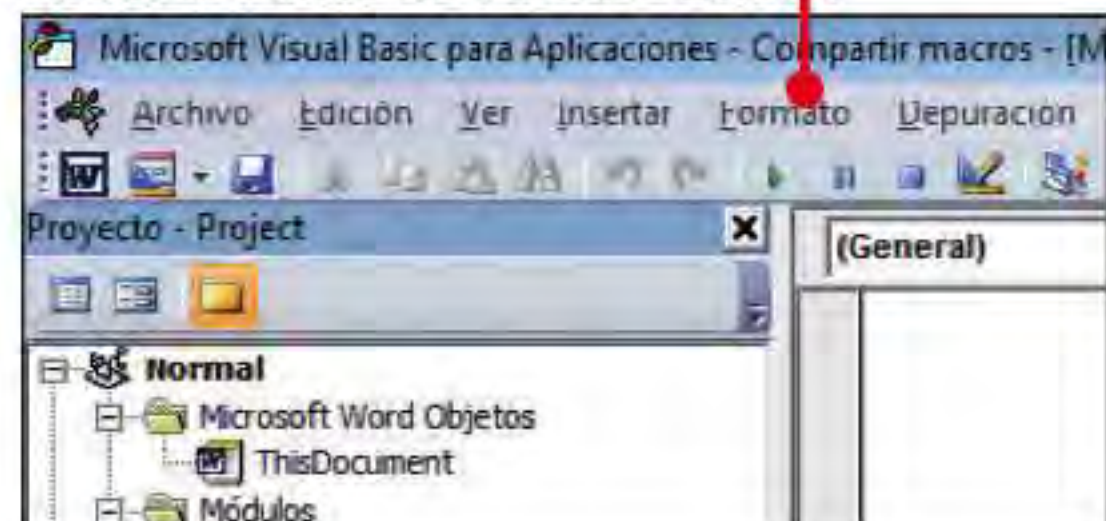 Microsoft Visual Basic para Aplicaciones - Compartir macros - [M
Archivo Edición Ver Insertar Formato Depuración
Proyecto - Project
(General)
Normal
Microsoft Word Objetos
ThisDocument
Módulos